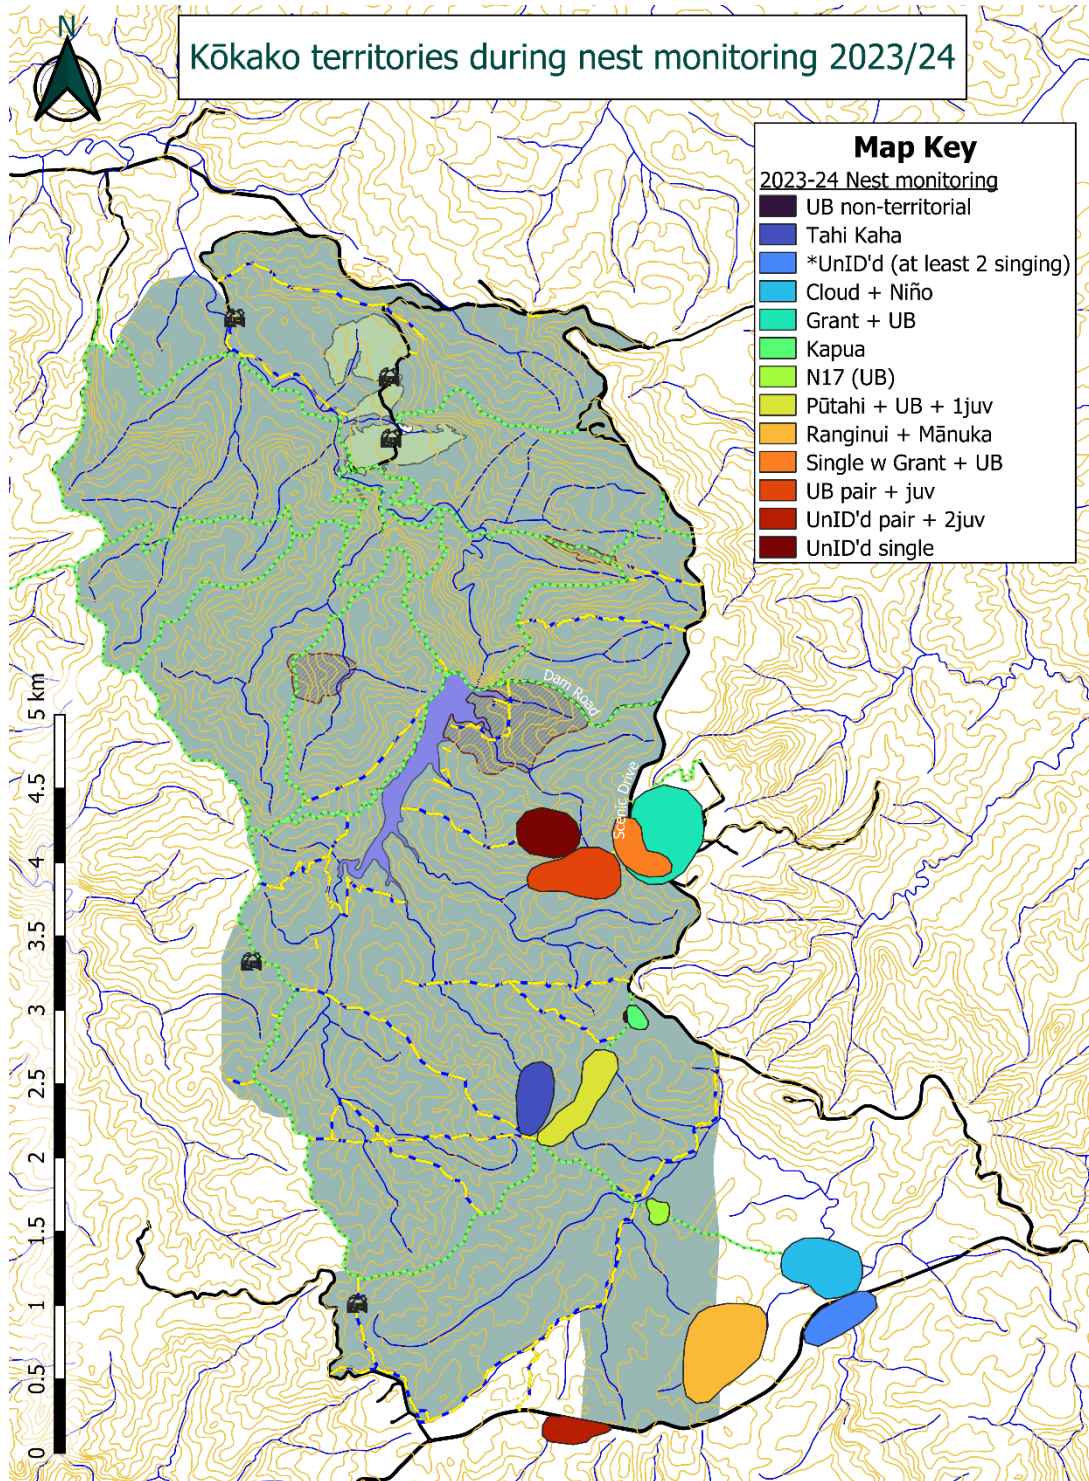 N
Kōkako territories during nest monitoring 2023/24
Map Key
2023-24 Nest monitoring
UB non-territorial
Tahi Kaha
*UnID'd (at least 2 singing)
Cloud + Niño
Grant + UB
Kapua
N17 (UB)
Pūtahi + UB + 1juv
Ranginui + Mānuka
Single w Grant + UB
UB pair + juv
UnID'd pair + 2juv
UnID'd single
Dam Road
Scenic Drive
5 km
4.5
4
3.5
3
2.5
2
1.5
1
0.5
0